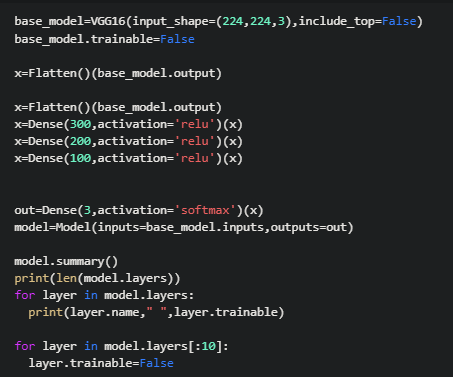 base_model=VGG16(input_shape=(224,224,3),include_top=False)
base_model.trainable=False
x=Flatten()(base_model.output)
x=Flatten()(base_model.output)
x=Dense(300,activation='relu')(x)
x=Dense(200,activation='relu')(x)
x=Dense(100,activation='relu')(x)
out=Dense(3,activation='softmax')(x)
model=Model(inputs=base_model.inputs,outputs=out)
model.summary()
print(len(model.layers))
for layer in model.layers:
  print(layer.name," ",layer.trainable)
for layer in model.layers[:10]:
  layer.trainable=False